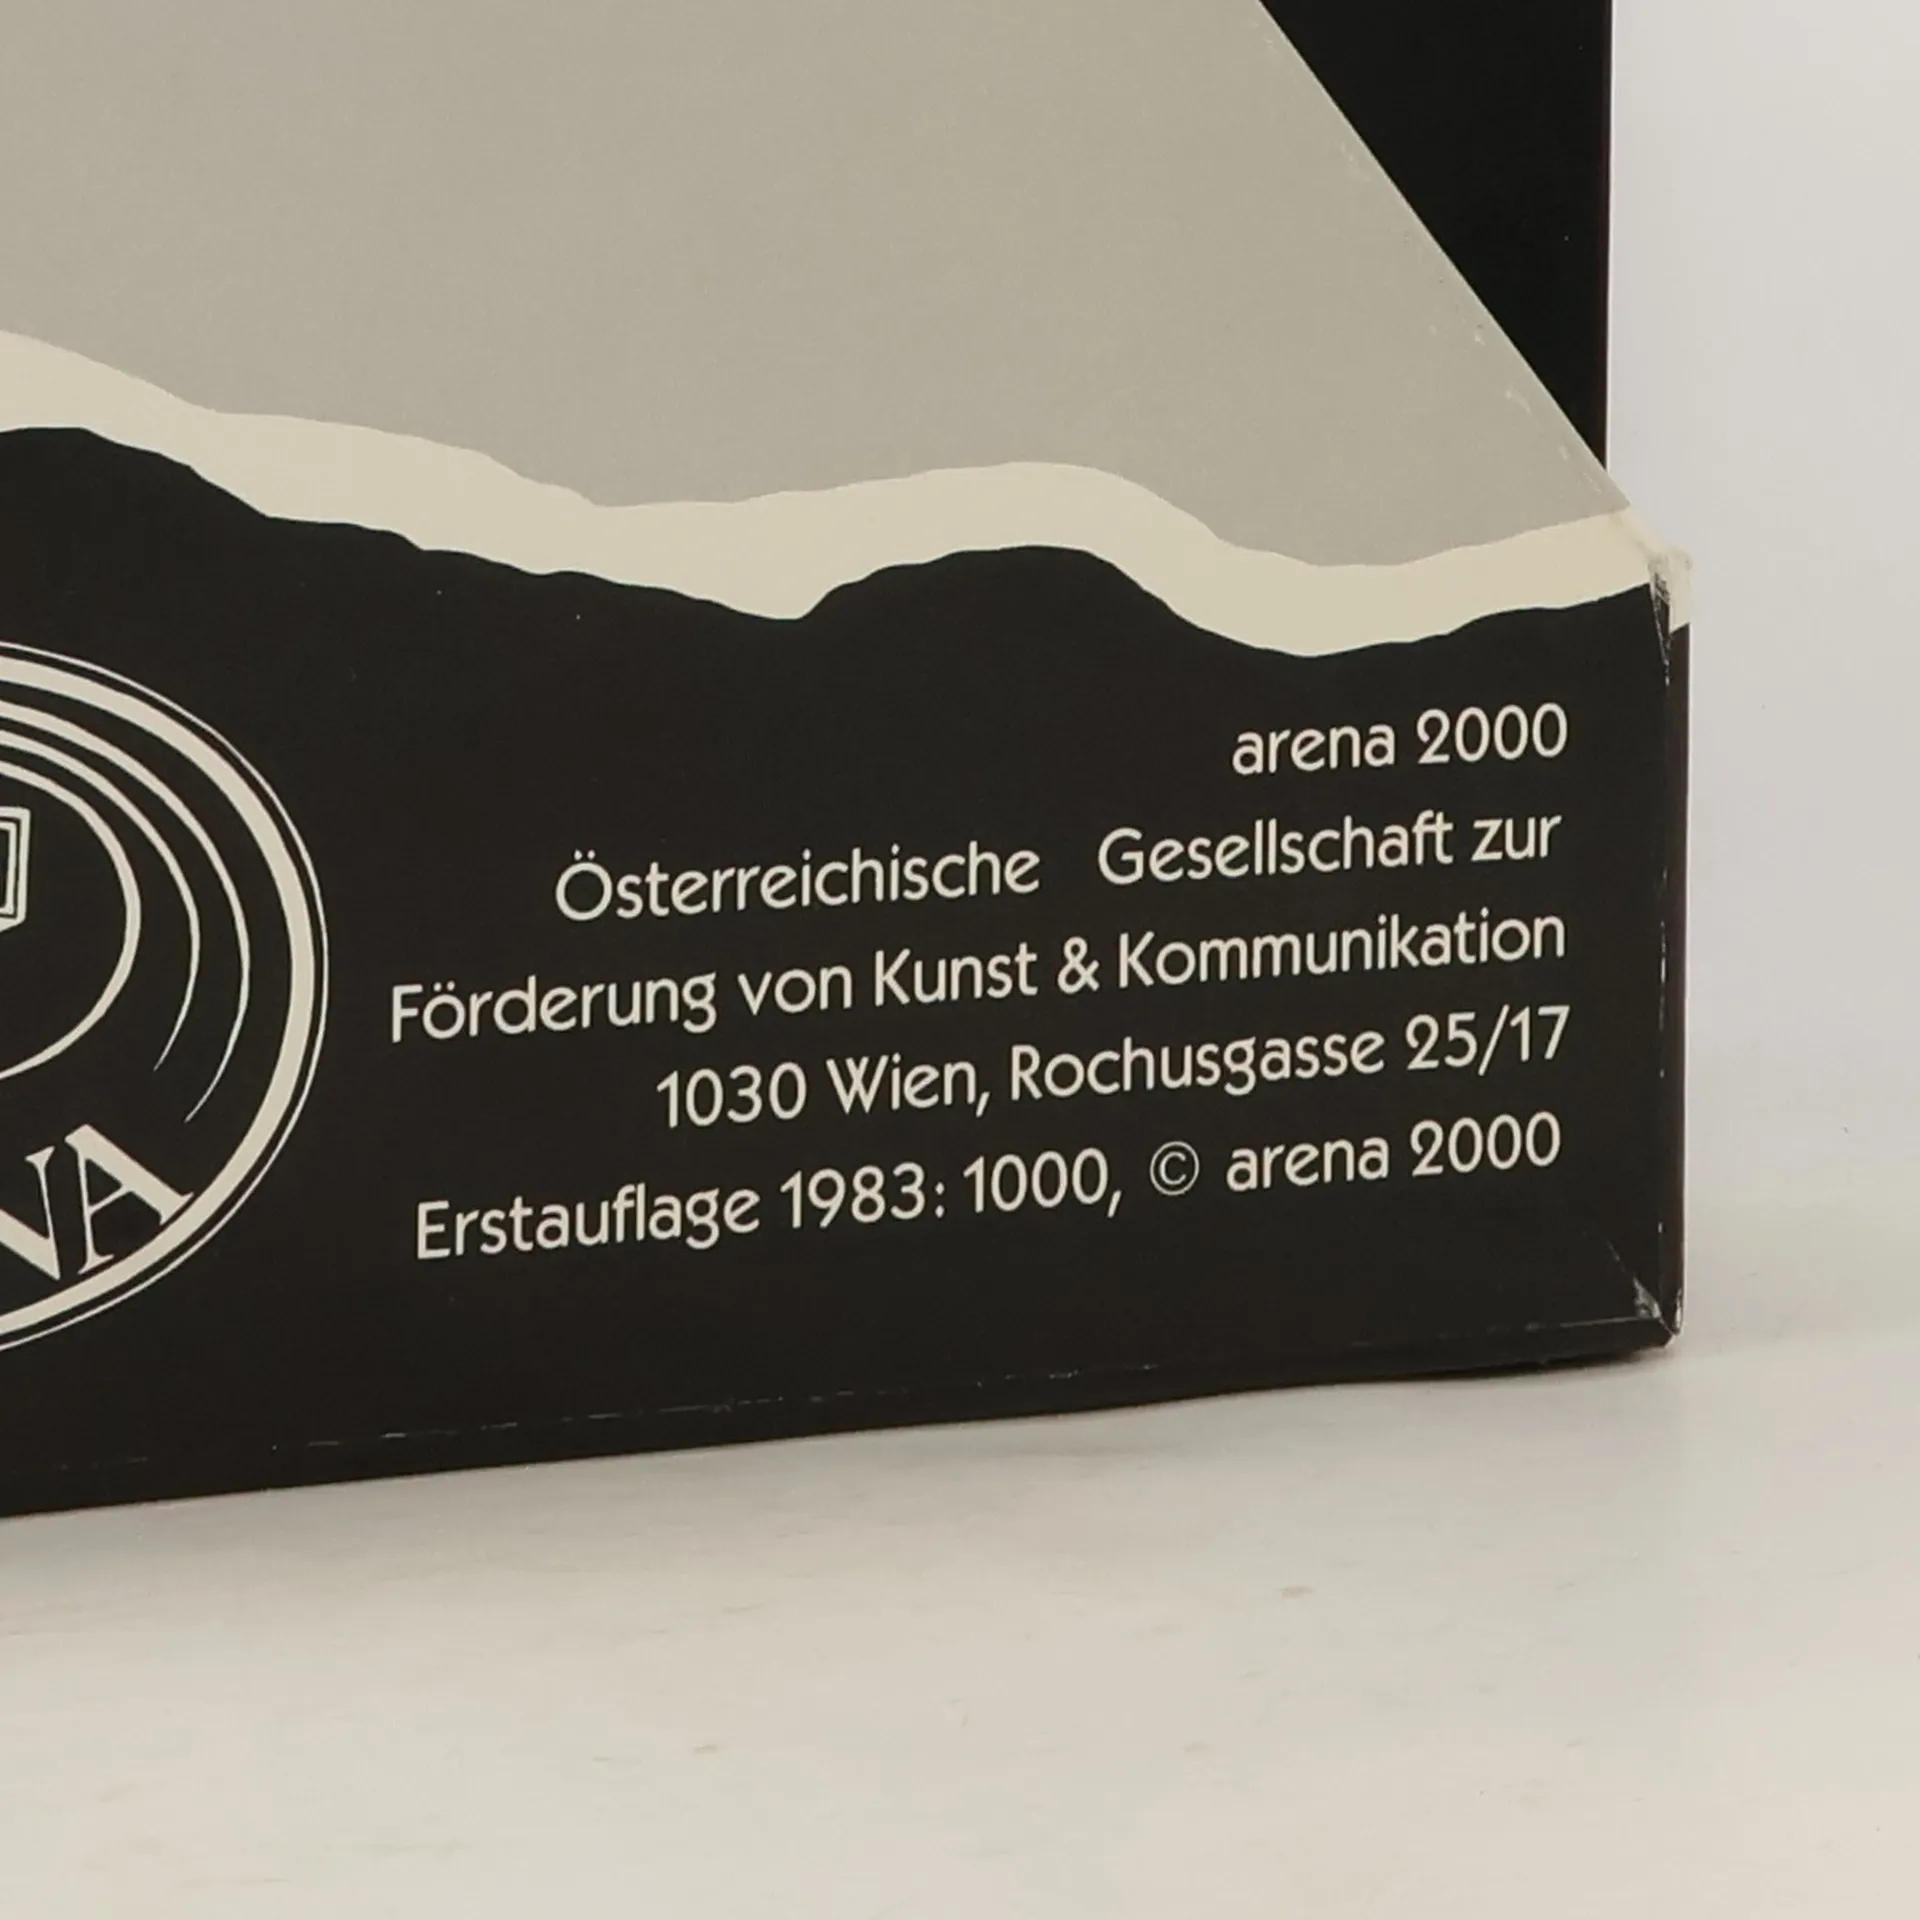 arena 2000
Österreichische Gesellschaft zur
Förderung von Kunst & Kommunikation
1030 Wien, Rochusgasse 25/17
Erstauflage 1983: 1000, © arena 2000